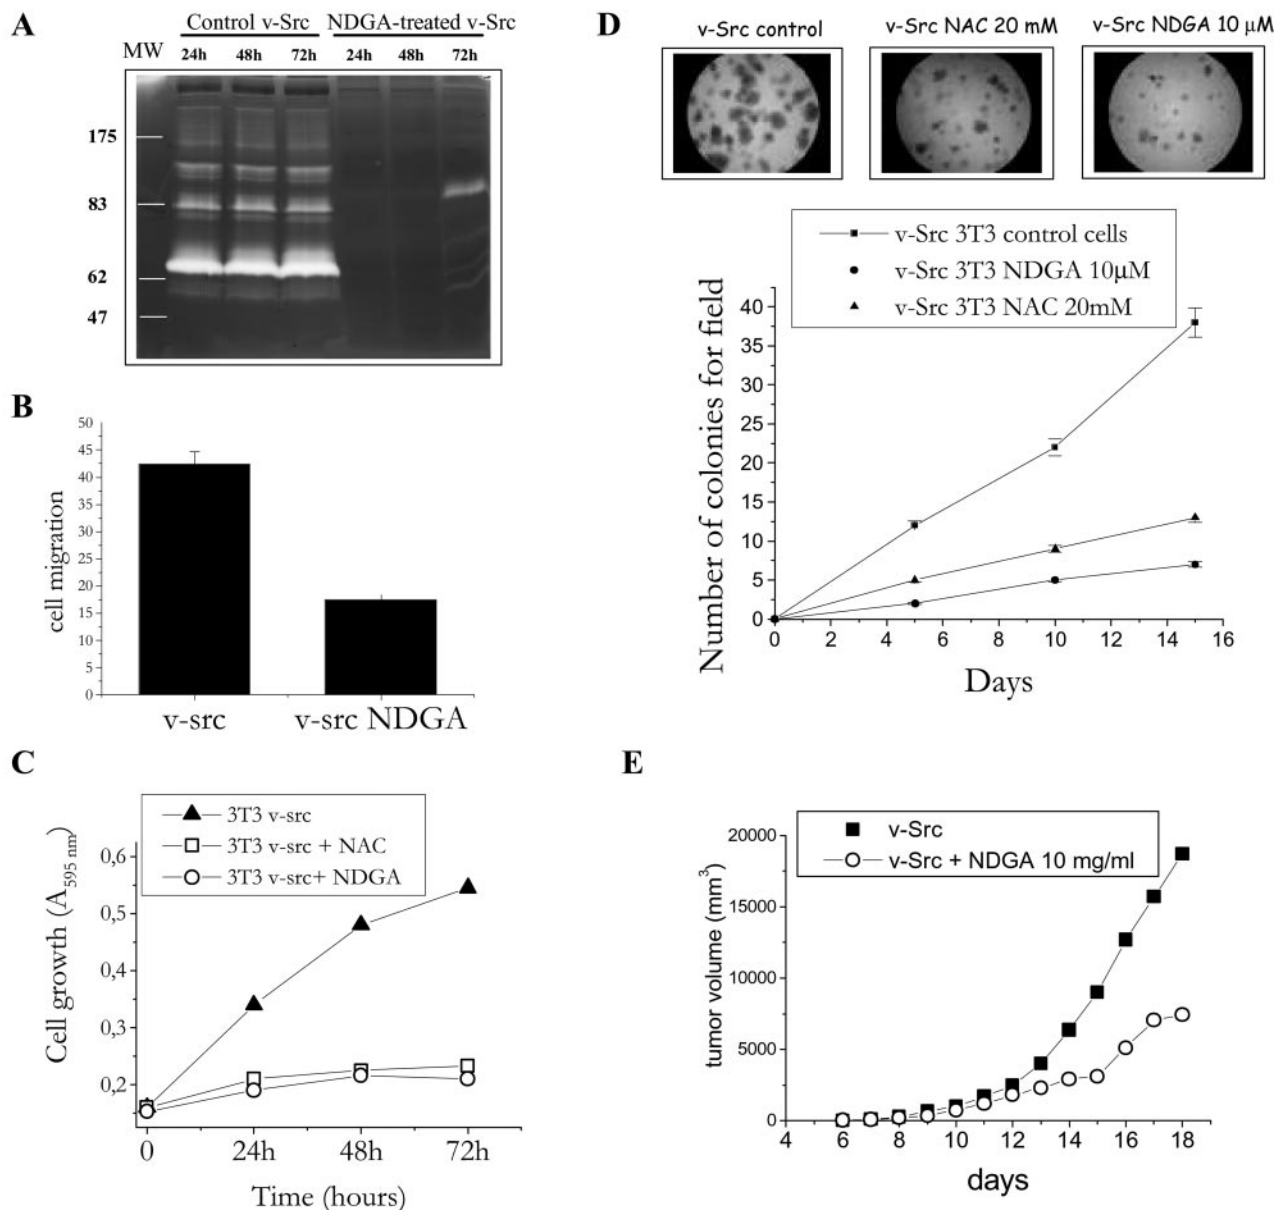 A
Control v-Src NDGA-treated v-Src
MW 24h 48h 72h 24h 48h 72h
175
83
62
47
B
50
45
40
35
30
25
20
15
10
5
0
cell migration
v-src v-src NDGA
C
3T3 v-src
3T3 v-src + NAC
3T3 v-src+ NDGA
Cell growth (A595 nm)
0,6
0,5
0,4
0,3
0,2
0 24h 48h 72h
Time (hours)
D
v-Src control v-Src NAC 20 mM v-Src NDGA 10 μM
v-Src 3T3 control cells
v-Src 3T3 NDGA 10μM
v-Src 3T3 NAC 20mM
Number of colonies for field
40
35
30
25
20
15
10
5
0
0 2 4 6 8 10 12 14 16
Days
E
v-Src
v-Src + NDGA 10 mg/ml
tumor volume (mm3)
20000
15000
10000
5000
0
4 6 8 10 12 14 16 18
days